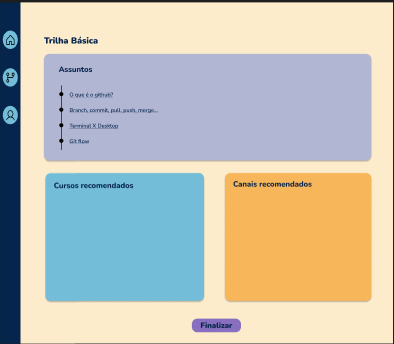 Trilha Básica
Assuntos
O que é o github?
Branch, commit, pull, push, merge...
Terminal X Desktop
Git flow
Cursos recomendados
Canais recomendados
Finalizar